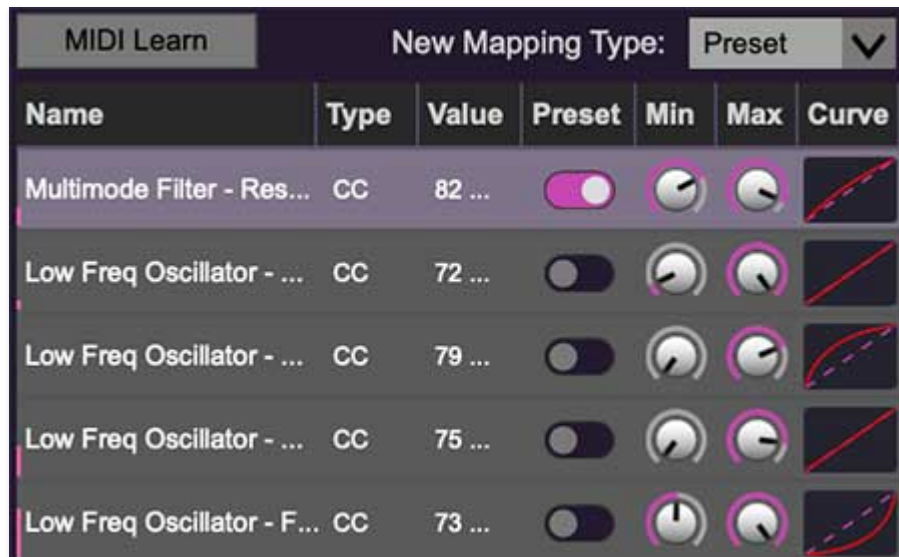 MIDI Learn New Mapping Type: Preset
Name Type Value Preset Min Max Curve
Multimode Filter - Res... CC 82 ...
Low Freq Oscillator - ... CC 72 ...
Low Freq Oscillator - ... CC 79 ...
Low Freq Oscillator - ... CC 75 ...
Low Freq Oscillator - F... CC 73 ...